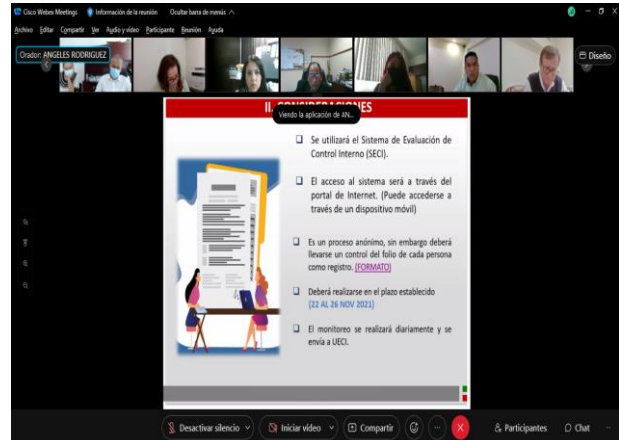 Cisco Webex Meetings
Información de la reunión
Ocultar barra de menús
Archivo Editar Compartir Ver Audio y vídeo Participante Reunión Ayuda
Orador: ANGELES RODRIGUEZ
Diseño
II. CONSIDERACIONES
Viendo la aplicación de AN...
Se utilizará el Sistema de Evaluación de
Control Interno (SECI).
El acceso al sistema será a través del
portal de Internet. (Puede accederse a
través de un dispositivo móvil)
Es un proceso anónimo, sin embargo deberá
llevarse un control del folio de cada persona
como registro. (FORMATO)
Deberá realizarse en el plazo establecido
(22 AL 26 NOV 2021)
El monitoreo se realizará diariamente y se
envía a UECI.
Desactivar silencio
Iniciar vídeo
Compartir
Participantes
Chat